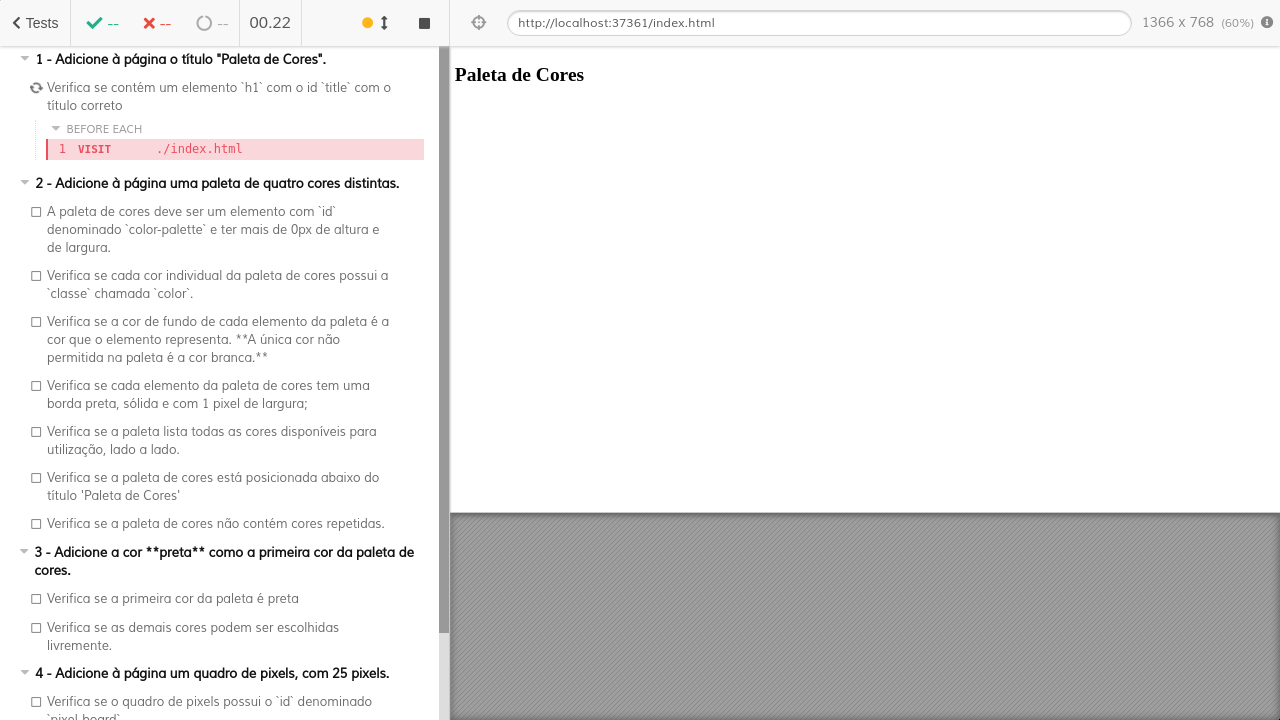 Tests
--
--
--
00.22
http://localhost:37361/index.html
1366 x 768 (60%)
1 - Adicione à página o título "Paleta de Cores".
Verifica se contém um elemento `h1` com o id `title` com o
título correto
BEFORE EACH
1 VISIT ./index.html
2 - Adicione à página uma paleta de quatro cores distintas.
A paleta de cores deve ser um elemento com `id`
denominado `color-palette` e ter mais de 0px de altura e
de largura.
Verifica se cada cor individual da paleta de cores possui a
`classe` chamada `color`.
Verifica se a cor de fundo de cada elemento da paleta é a
cor que o elemento representa. **A única cor não
permitida na paleta é a cor branca.**
Verifica se cada elemento da paleta de cores tem uma
borda preta, sólida e com 1 pixel de largura;
Verifica se a paleta lista todas as cores disponíveis para
utilização, lado a lado.
Verifica se a paleta de cores está posicionada abaixo do
título 'Paleta de Cores'
Verifica se a paleta de cores não contém cores repetidas.
3 - Adicione a cor **preta** como a primeira cor da paleta de
cores.
Verifica se a primeira cor da paleta é preta
Verifica se as demais cores podem ser escolhidas
livremente.
4 - Adicione à página um quadro de pixels, com 25 pixels.
Verifica se o quadro de pixels possui o `id` denominado
`pixel-board`.
Paleta de Cores